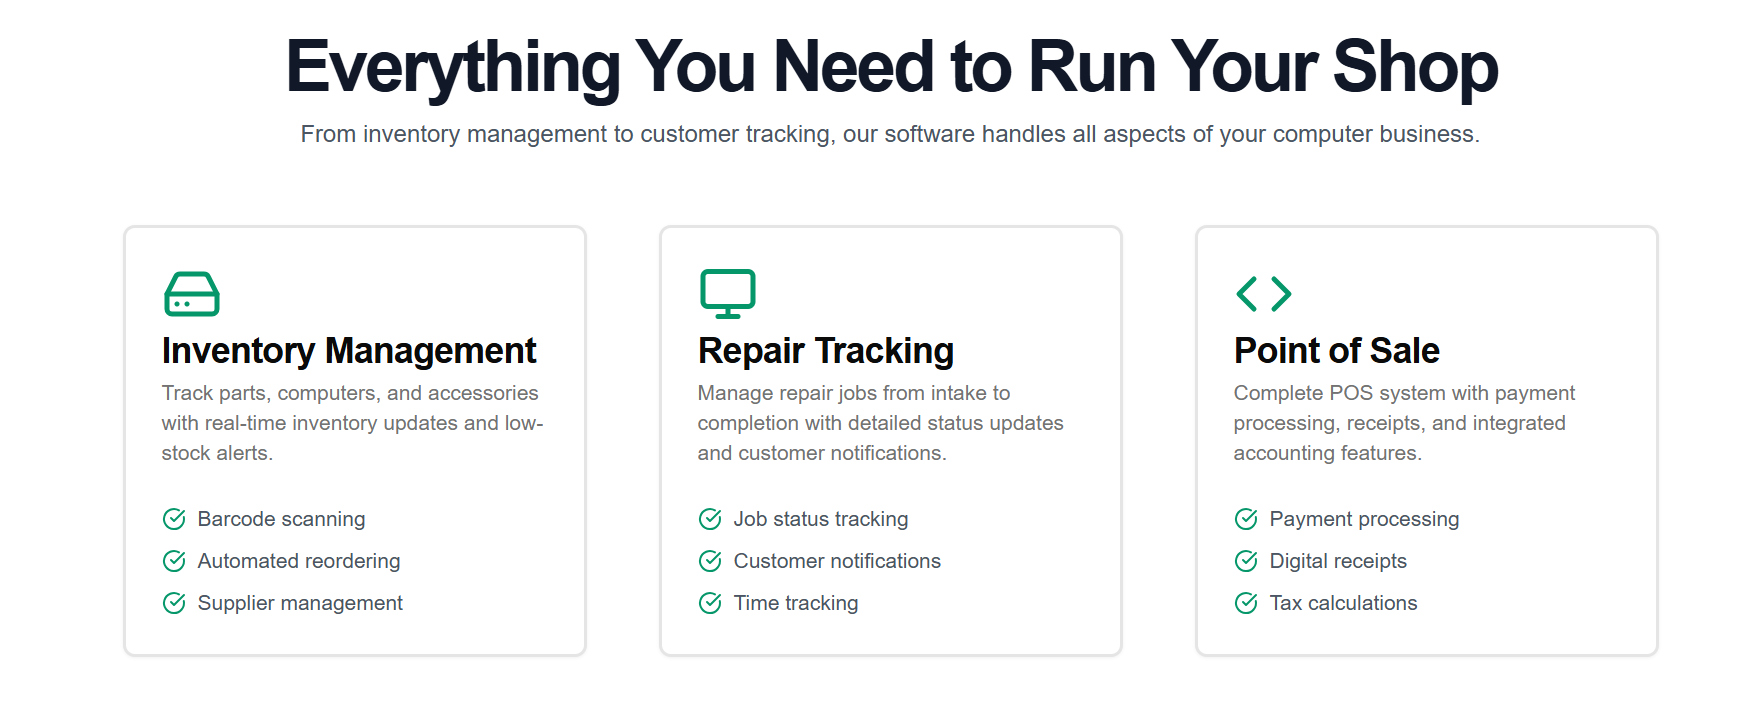 Everything You Need to Run Your Shop
From inventory management to customer tracking, our software handles all aspects of your computer business.
Inventory Management
Track parts, computers, and accessories
with real-time inventory updates and low-
stock alerts.
Barcode scanning
Automated reordering
Supplier management
Repair Tracking
Manage repair jobs from intake to
completion with detailed status updates
and customer notifications.
Job status tracking
Customer notifications
Time tracking
Point of Sale
Complete POS system with payment
processing, receipts, and integrated
accounting features.
Payment processing
Digital receipts
Tax calculations